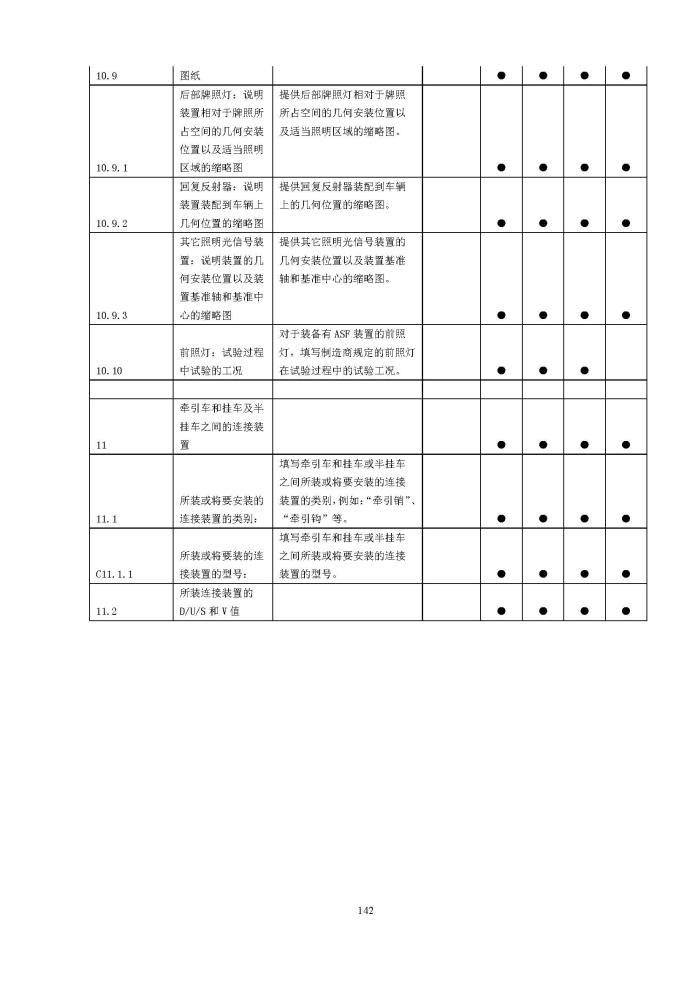 10.9 图纸 ● ● ● ●
后部牌照灯：说明 提供后部牌照灯相对于牌照
装置相对于牌照所 所占空间的几何安装位置以
占空间的几何安装 及适当照明区域的缩略图。
位置以及适当照明
10.9.1 区域的缩略图 ● ● ● ●
回复反射器：说明 提供回复反射器装配到车辆
装置装配到车辆上 上的几何位置的缩略图。
10.9.2 几何位置的缩略图 ● ● ● ●
其它照明光信号装 提供其它照明光信号装置的
置：说明装置的几 几何安装位置以及装置基准
何安装位置以及装 轴和基准中心的缩略图。
置基准轴和基准中
10.9.3 心的缩略图 ● ● ● ●
对于装备有 ASF 装置的前照
前照灯：试验过程 灯，填写制造商规定的前照灯
10.10 中试验的工况 在试验过程中的试验工况。 ● ● ●
牵引车和挂车及半
挂车之间的连接装
11 置 ● ● ● ●
填写牵引车和挂车或半挂车
之间所装或将要安装的连接
所装或将要安装的 装置的类别，例如：“牵引销”、
11.1 连接装置的类别： “牵引钩”等。 ● ● ● ●
填写牵引车和挂车或半挂车
所装或将要装的连 之间所装或将要安装的连接
C11.1.1 接装置的型号： 装置的型号。 ● ● ● ●
所装连接装置的
11.2 D/U/S 和 V 值 ● ● ● ●
142